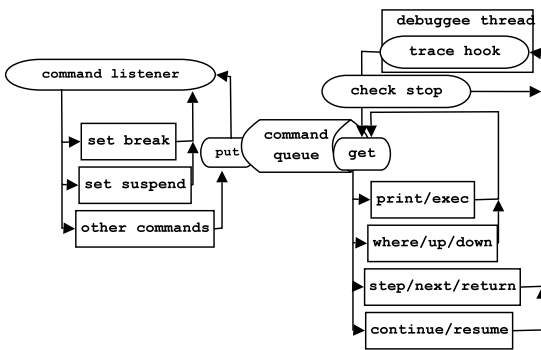 debuggee thread
trace hook
command listener
check stop
set break
put
command
queue
get
set suspend
print/exec
other commands
where/up/down
step/next/return
continue/resume